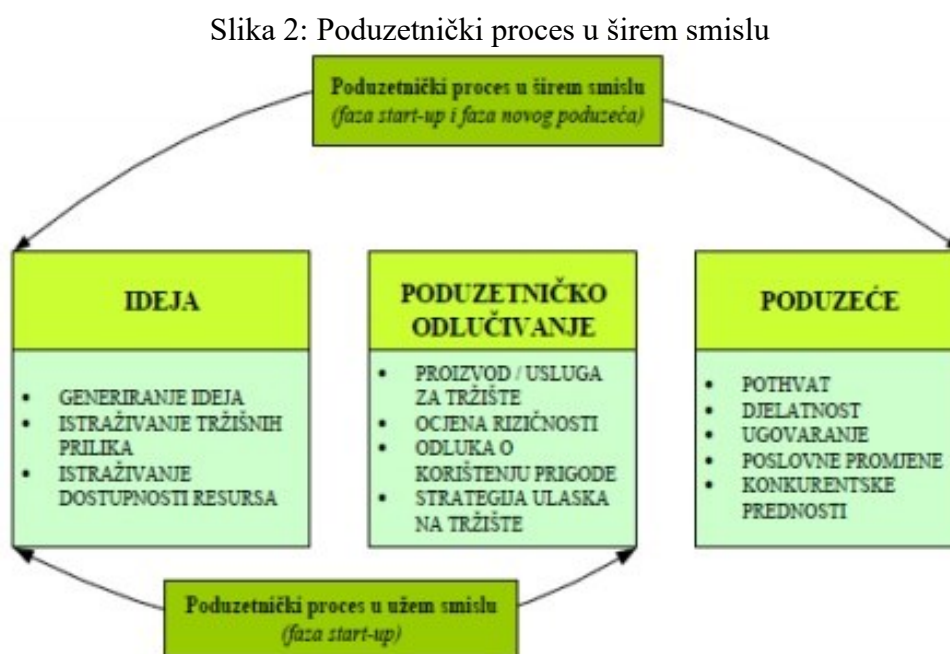 Slika 2: Poduzetnički proces u širem smislu
Poduzetnički proces u širem smislu
(faza start-up i faza novog poduzeća)
IDEJA
• GENERIRANJE IDEJA
• ISTRAŽIVANJE TRŽIŠNIH
PRILIKA
• ISTRAŽIVANJE
DOSTUPNOSTI RESURSA
PODUZETNIČKO
ODLUČIVANJE
• PROIZVOD / USLUGA
ZA TRŽIŠTE
• OCJENA RIZIČNOSTI
• ODLUKA O
KORIŠTENJU PRIGODE
• STRATEGIJA ULASKA
NA TRŽIŠTE
PODUZEĆE
• POTHVAT
• DJELATNOST
• UGOVARANJE
• POSLOVNE PROMJENE
• KONKURENTSKE
PREDNOSTI
Poduzetnički proces u užem smislu
(faza start-up)